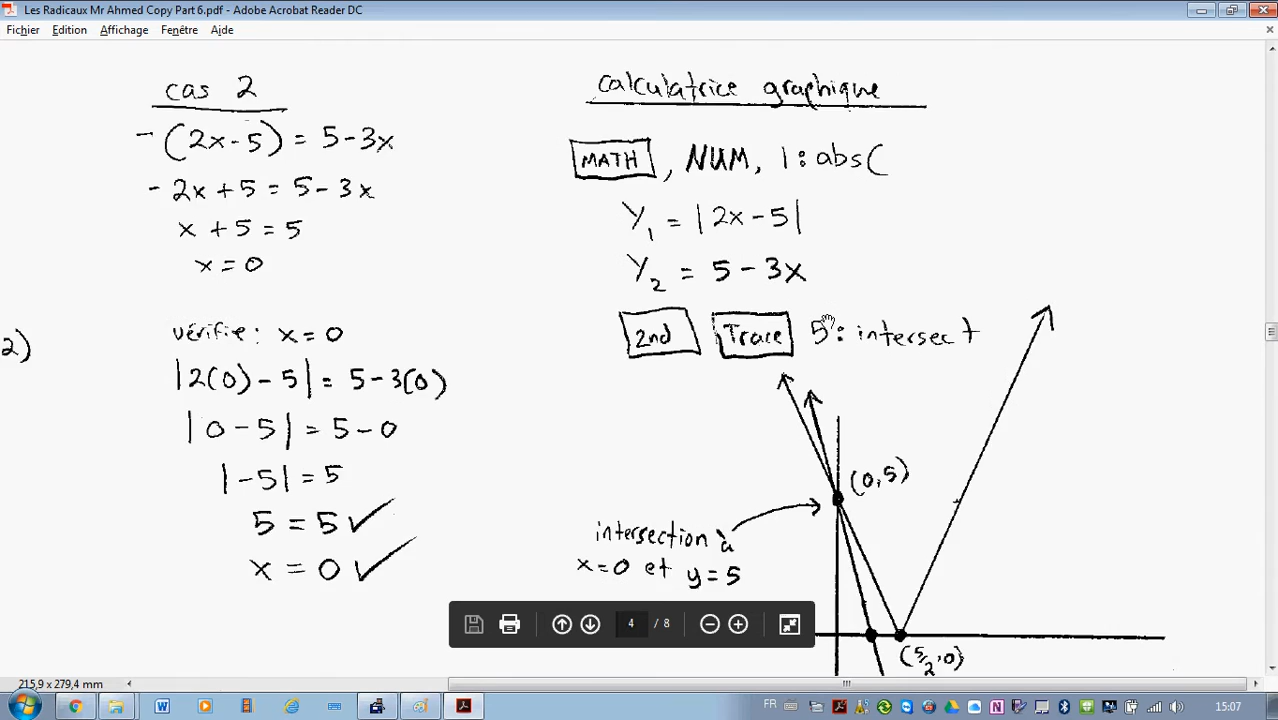 Les Radicaux Mr Ahmed Copy Part 6.pdf - Adobe Acrobat Reader DC
Fichier Edition Affichage Fenêtre Aide
cas 2
-(2x-5) = 5-3x
-2x+5 = 5-3x
x+5 = 5
x=0
2)
vérifie: x=0
|2(0)-5| = 5-3(0)
|0-5| = 5-0
|-5| = 5
5 = 5 ✓
x = 0 ✓
calculatrice graphique
MATH, NUM, 1:abs(
Y₁ = |2x-5|
Y₂ = 5-3x
2nd Trace 5: intersect
(0,5)
intersection à
x=0 et y=5
(5/2,0)
4 / 8
215,9 x 279,4 mm
FR
15:07